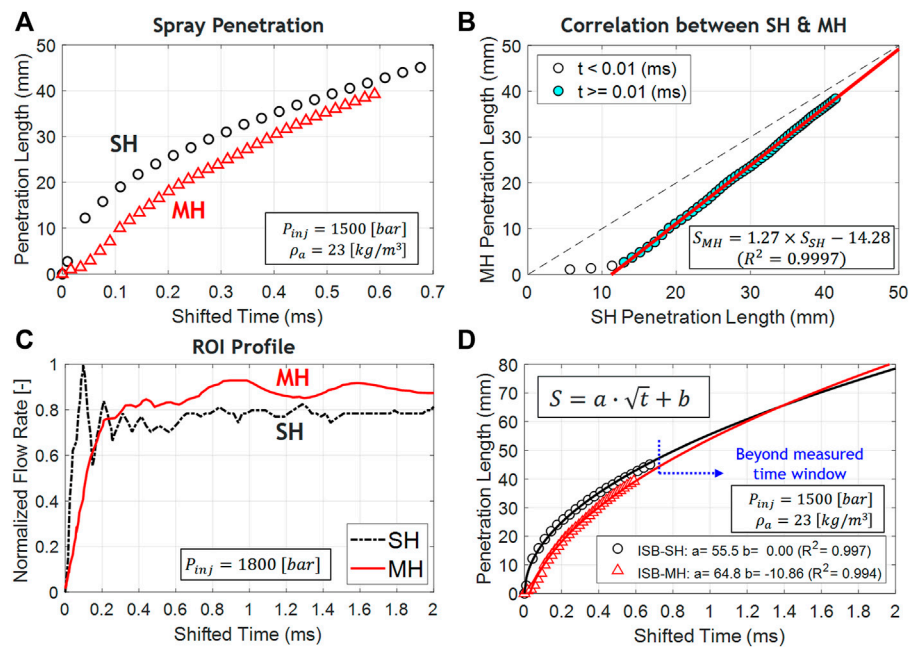 A
Spray Penetration
Penetration Length (mm)
50
40
30
20
10
0
SH
MH
P_inj = 1500 [bar]
ρ_a = 23 [kg/m³]
0 0.1 0.2 0.3 0.4 0.5 0.6 0.7
Shifted Time (ms)
B
Correlation between SH & MH
MH Penetration Length (mm)
50
40
30
20
10
0
t < 0.01 (ms)
t >= 0.01 (ms)
S_MH = 1.27 × S_SH − 14.28
(R² = 0.9997)
0 10 20 30 40 50
SH Penetration Length (mm)
C
ROI Profile
Normalized Flow Rate [-]
1
0.8
0.6
0.4
0.2
0
MH
SH
P_inj = 1800 [bar]
SH
MH
0 0.2 0.4 0.6 0.8 1 1.2 1.4 1.6 1.8 2
Shifted Time (ms)
D
Penetration Length (mm)
80
70
60
50
40
30
20
10
0
S = a · √t + b
Beyond measured
time window
P_inj = 1500 [bar]
ρ_a = 23 [kg/m³]
ISB-SH: a= 55.5 b= 0.00 (R²= 0.997)
ISB-MH: a= 64.8 b= -10.86 (R²= 0.994)
0 0.2 0.4 0.6 0.8 1 1.2 1.4 1.6 1.8 2
Shifted Time (ms)